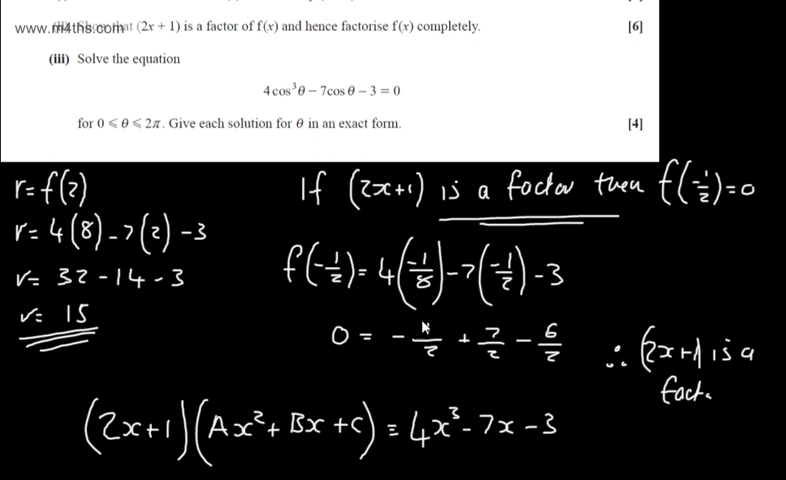 www.m4ths.com that (2x + 1) is a factor of f(x) and hence factorise f(x) completely. [6]
(iii) Solve the equation
4 cos³θ − 7cos θ − 3 = 0
for 0 ⩽ θ ⩽ 2π. Give each solution for θ in an exact form. [4]
r = f(2)
r = 4(8) - 7(2) - 3
r = 32 - 14 - 3
r = 15
If (2x+1) is a factor then f(-1/2) = 0
f(-1/2) = 4(-1/8) - 7(-1/2) - 3
0 = - 1/2 + 7/2 - 6/2
∴ (2x+1) is a
fact.
(2x+1)(Ax² + Bx + C) ≡ 4x³ - 7x - 3